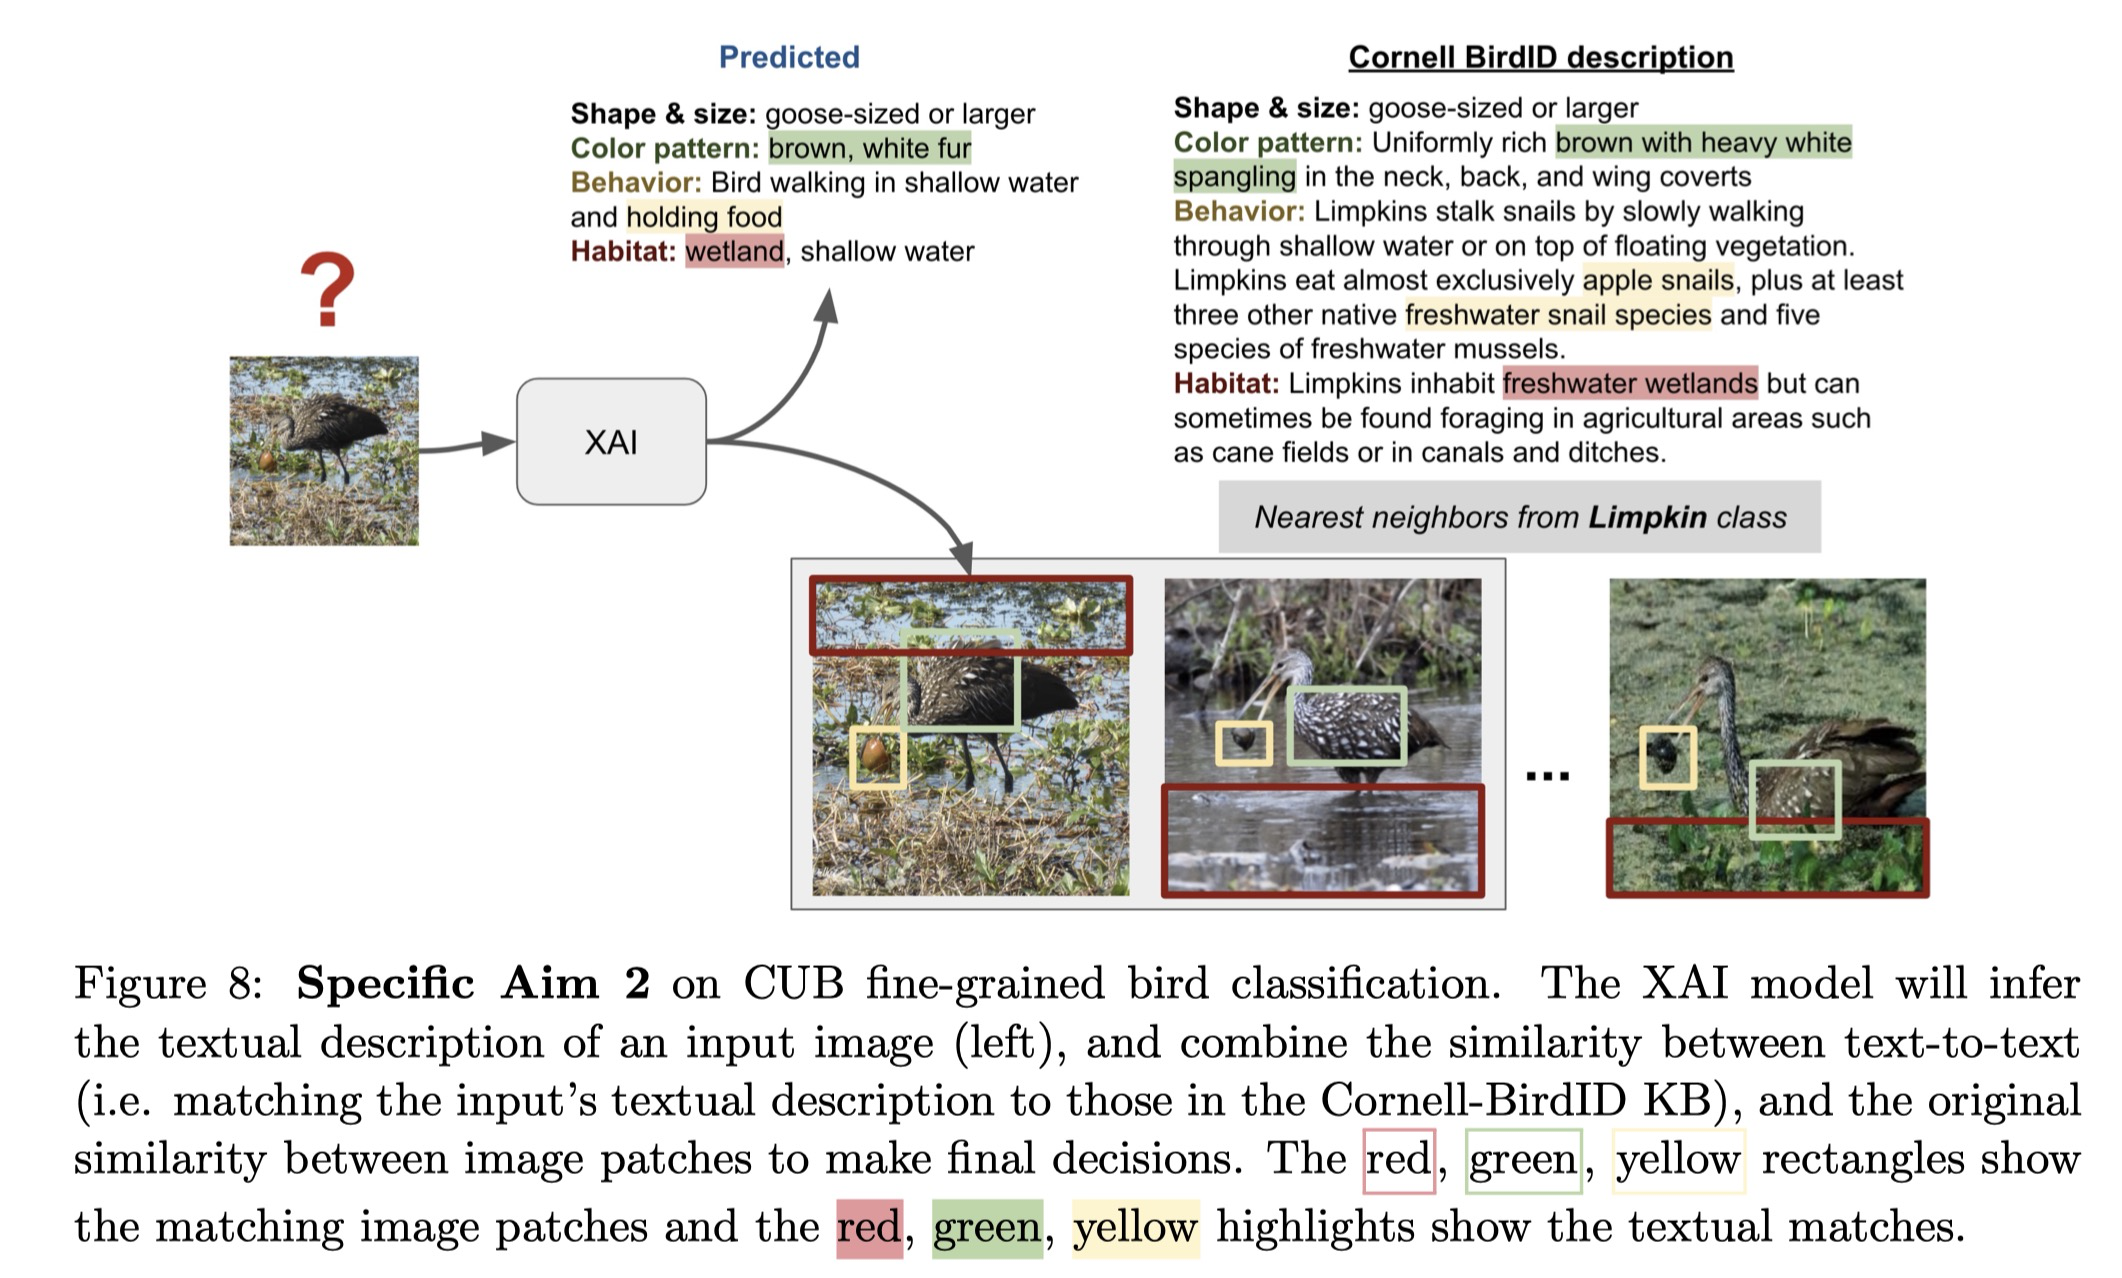 Predicted
Shape & size: goose-sized or larger
Color pattern: brown, white fur
Behavior: Bird walking in shallow water
and holding food
Habitat: wetland, shallow water
Cornell BirdID description
Shape & size: goose-sized or larger
Color pattern: Uniformly rich brown with heavy white
spangling in the neck, back, and wing coverts
Behavior: Limpkins stalk snails by slowly walking
through shallow water or on top of floating vegetation.
Limpkins eat almost exclusively apple snails, plus at least
three other native freshwater snail species and five
species of freshwater mussels.
Habitat: Limpkins inhabit freshwater wetlands but can
sometimes be found foraging in agricultural areas such
as cane fields or in canals and ditches.
?
XAI
Nearest neighbors from Limpkin class
...
Figure 8: Specific Aim 2 on CUB fine-grained bird classification. The XAI model will infer
the textual description of an input image (left), and combine the similarity between text-to-text
(i.e. matching the input's textual description to those in the Cornell-BirdID KB), and the original
similarity between image patches to make final decisions. The red, green, yellow rectangles show
the matching image patches and the red, green, yellow highlights show the textual matches.